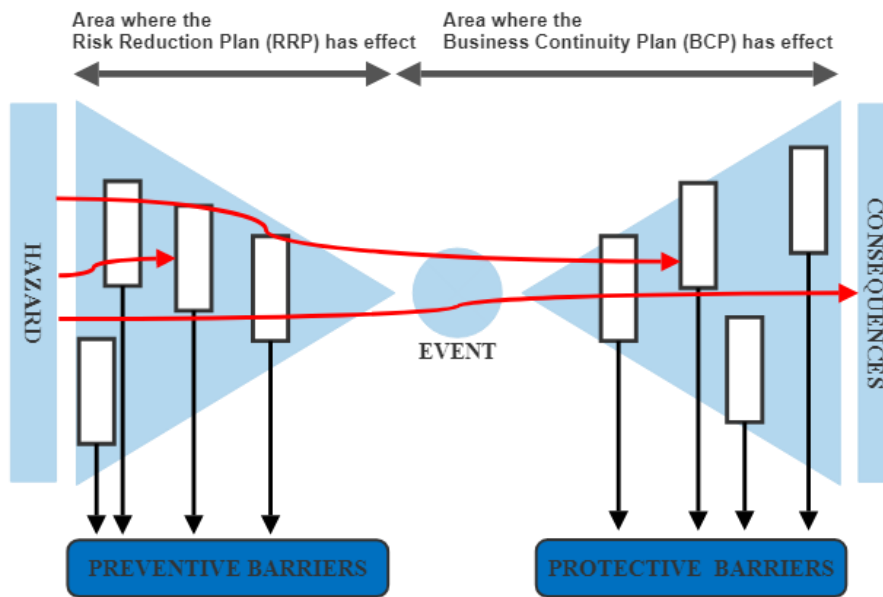 Area where the
Risk Reduction Plan (RRP) has effect
Area where the
Business Continuity Plan (BCP) has effect
HAZARD
EVENT
CONSEQUENCES
PREVENTIVE BARRIERS
PROTECTIVE BARRIERS